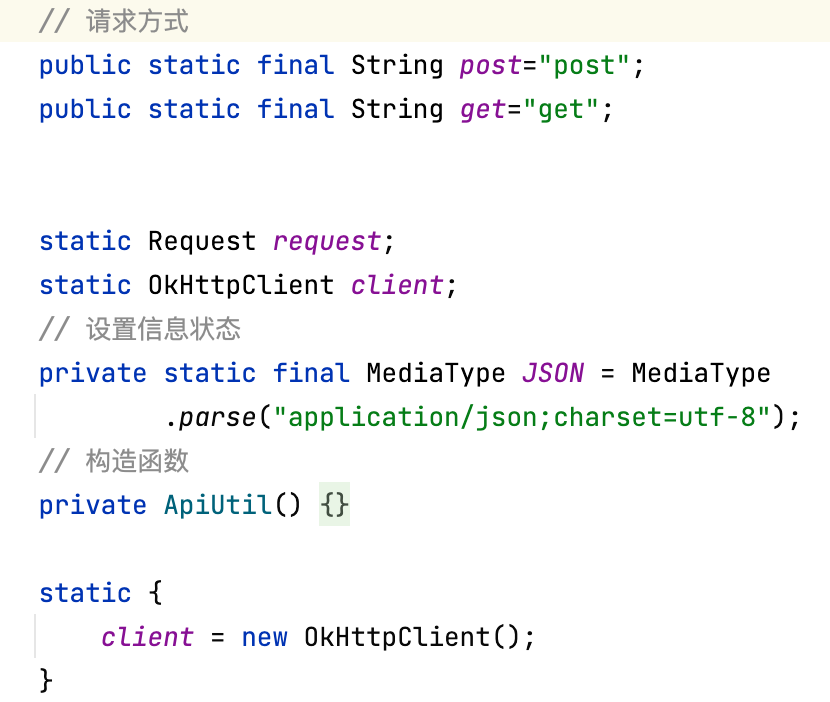 // 请求方式
public static final String post="post";
public static final String get="get";
static Request request;
static OkHttpClient client;
// 设置信息状态
private static final MediaType JSON = MediaType
.parse("application/json;charset=utf-8");
// 构造函数
private ApiUtil() {}
static {
client = new OkHttpClient();
}